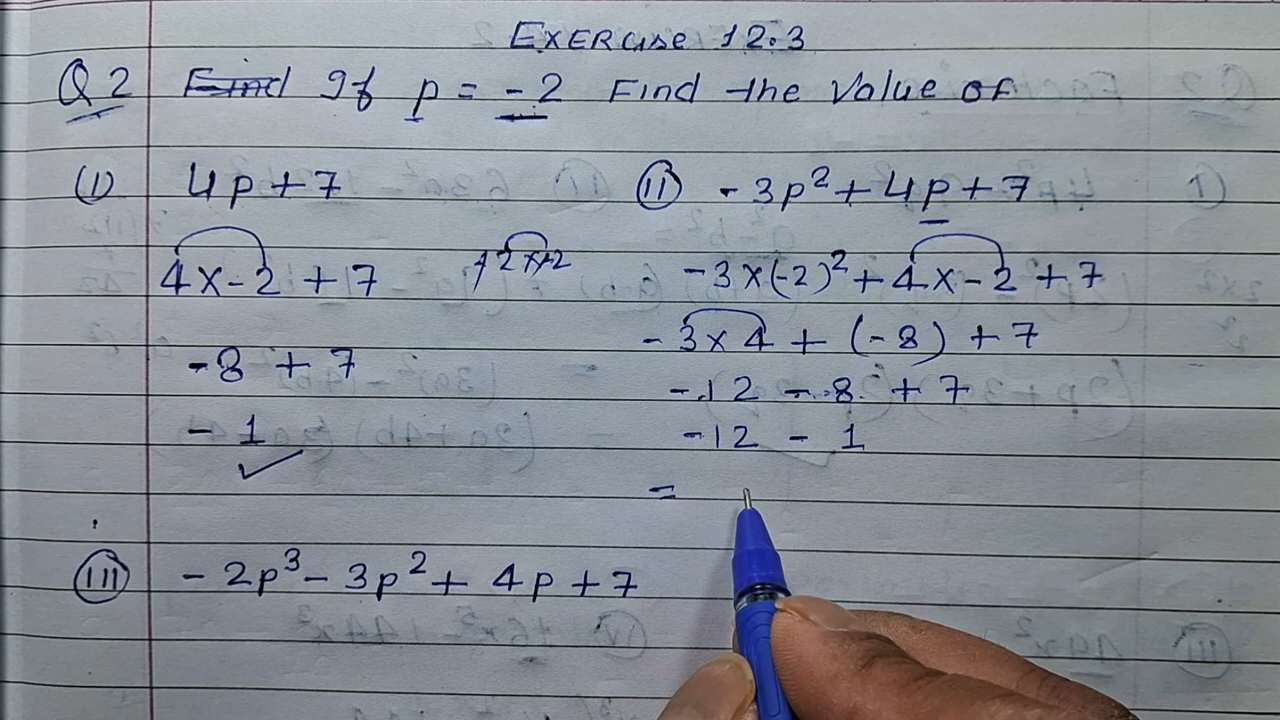 Exercise 12.3
Q2 Find If p = -2 Find the Value of
(I) 4p + 7
4 x - 2 + 7
- 8 + 7
- 1
(II) - 3p² + 4p + 7
- 3 x (-2)² + 4 x - 2 + 7
- 3 x 4 + (-8) + 7
- 12 - 8 + 7
- 12 - 1
=
(III) - 2p³ - 3p² + 4p + 7